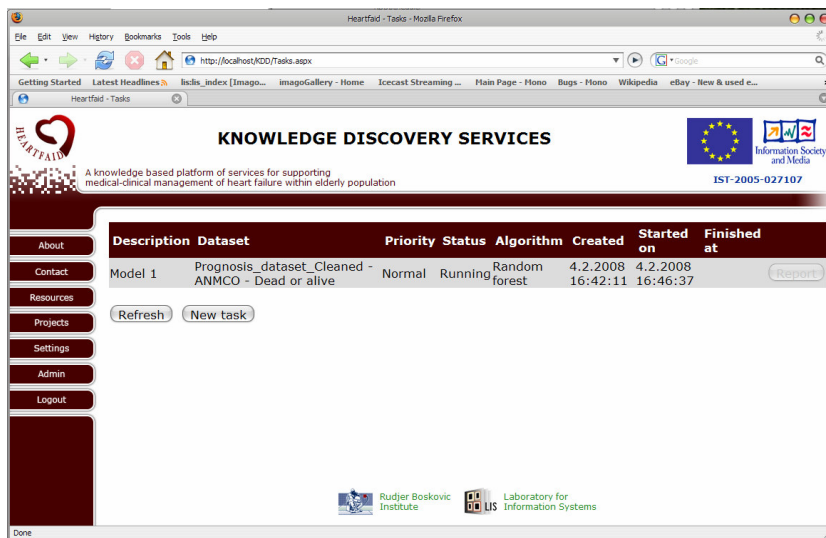 Heartfaid - Tasks - Mozilla Firefox
File Edit View History Bookmarks Tools Help
http://localhost/KDD/Tasks.aspx
G Google
Getting Started Latest Headlines lis:lis_index [Imago... imagoGallery - Home Icecast Streaming ... Main Page - Mono Bugs - Mono Wikipedia eBay - New & used e...
Heartfaid - Tasks
HEARTFAID
KNOWLEDGE DISCOVERY SERVICES
A knowledge based platform of services for supporting
medical-clinical management of heart failure within elderly population
Information Society
and Media
IST-2005-027107
About
Contact
Resources
Projects
Settings
Admin
Logout
Description Dataset Priority Status Algorithm Created Started on Finished at
Model 1 Prognosis_dataset_Cleaned - ANMCO - Dead or alive Normal Running Random forest 4.2.2008 16:42:11 4.2.2008 16:46:37 Report
Refresh New task
Rudjer Boskovic
Institute
LIS
Laboratory for
Information Systems
Done